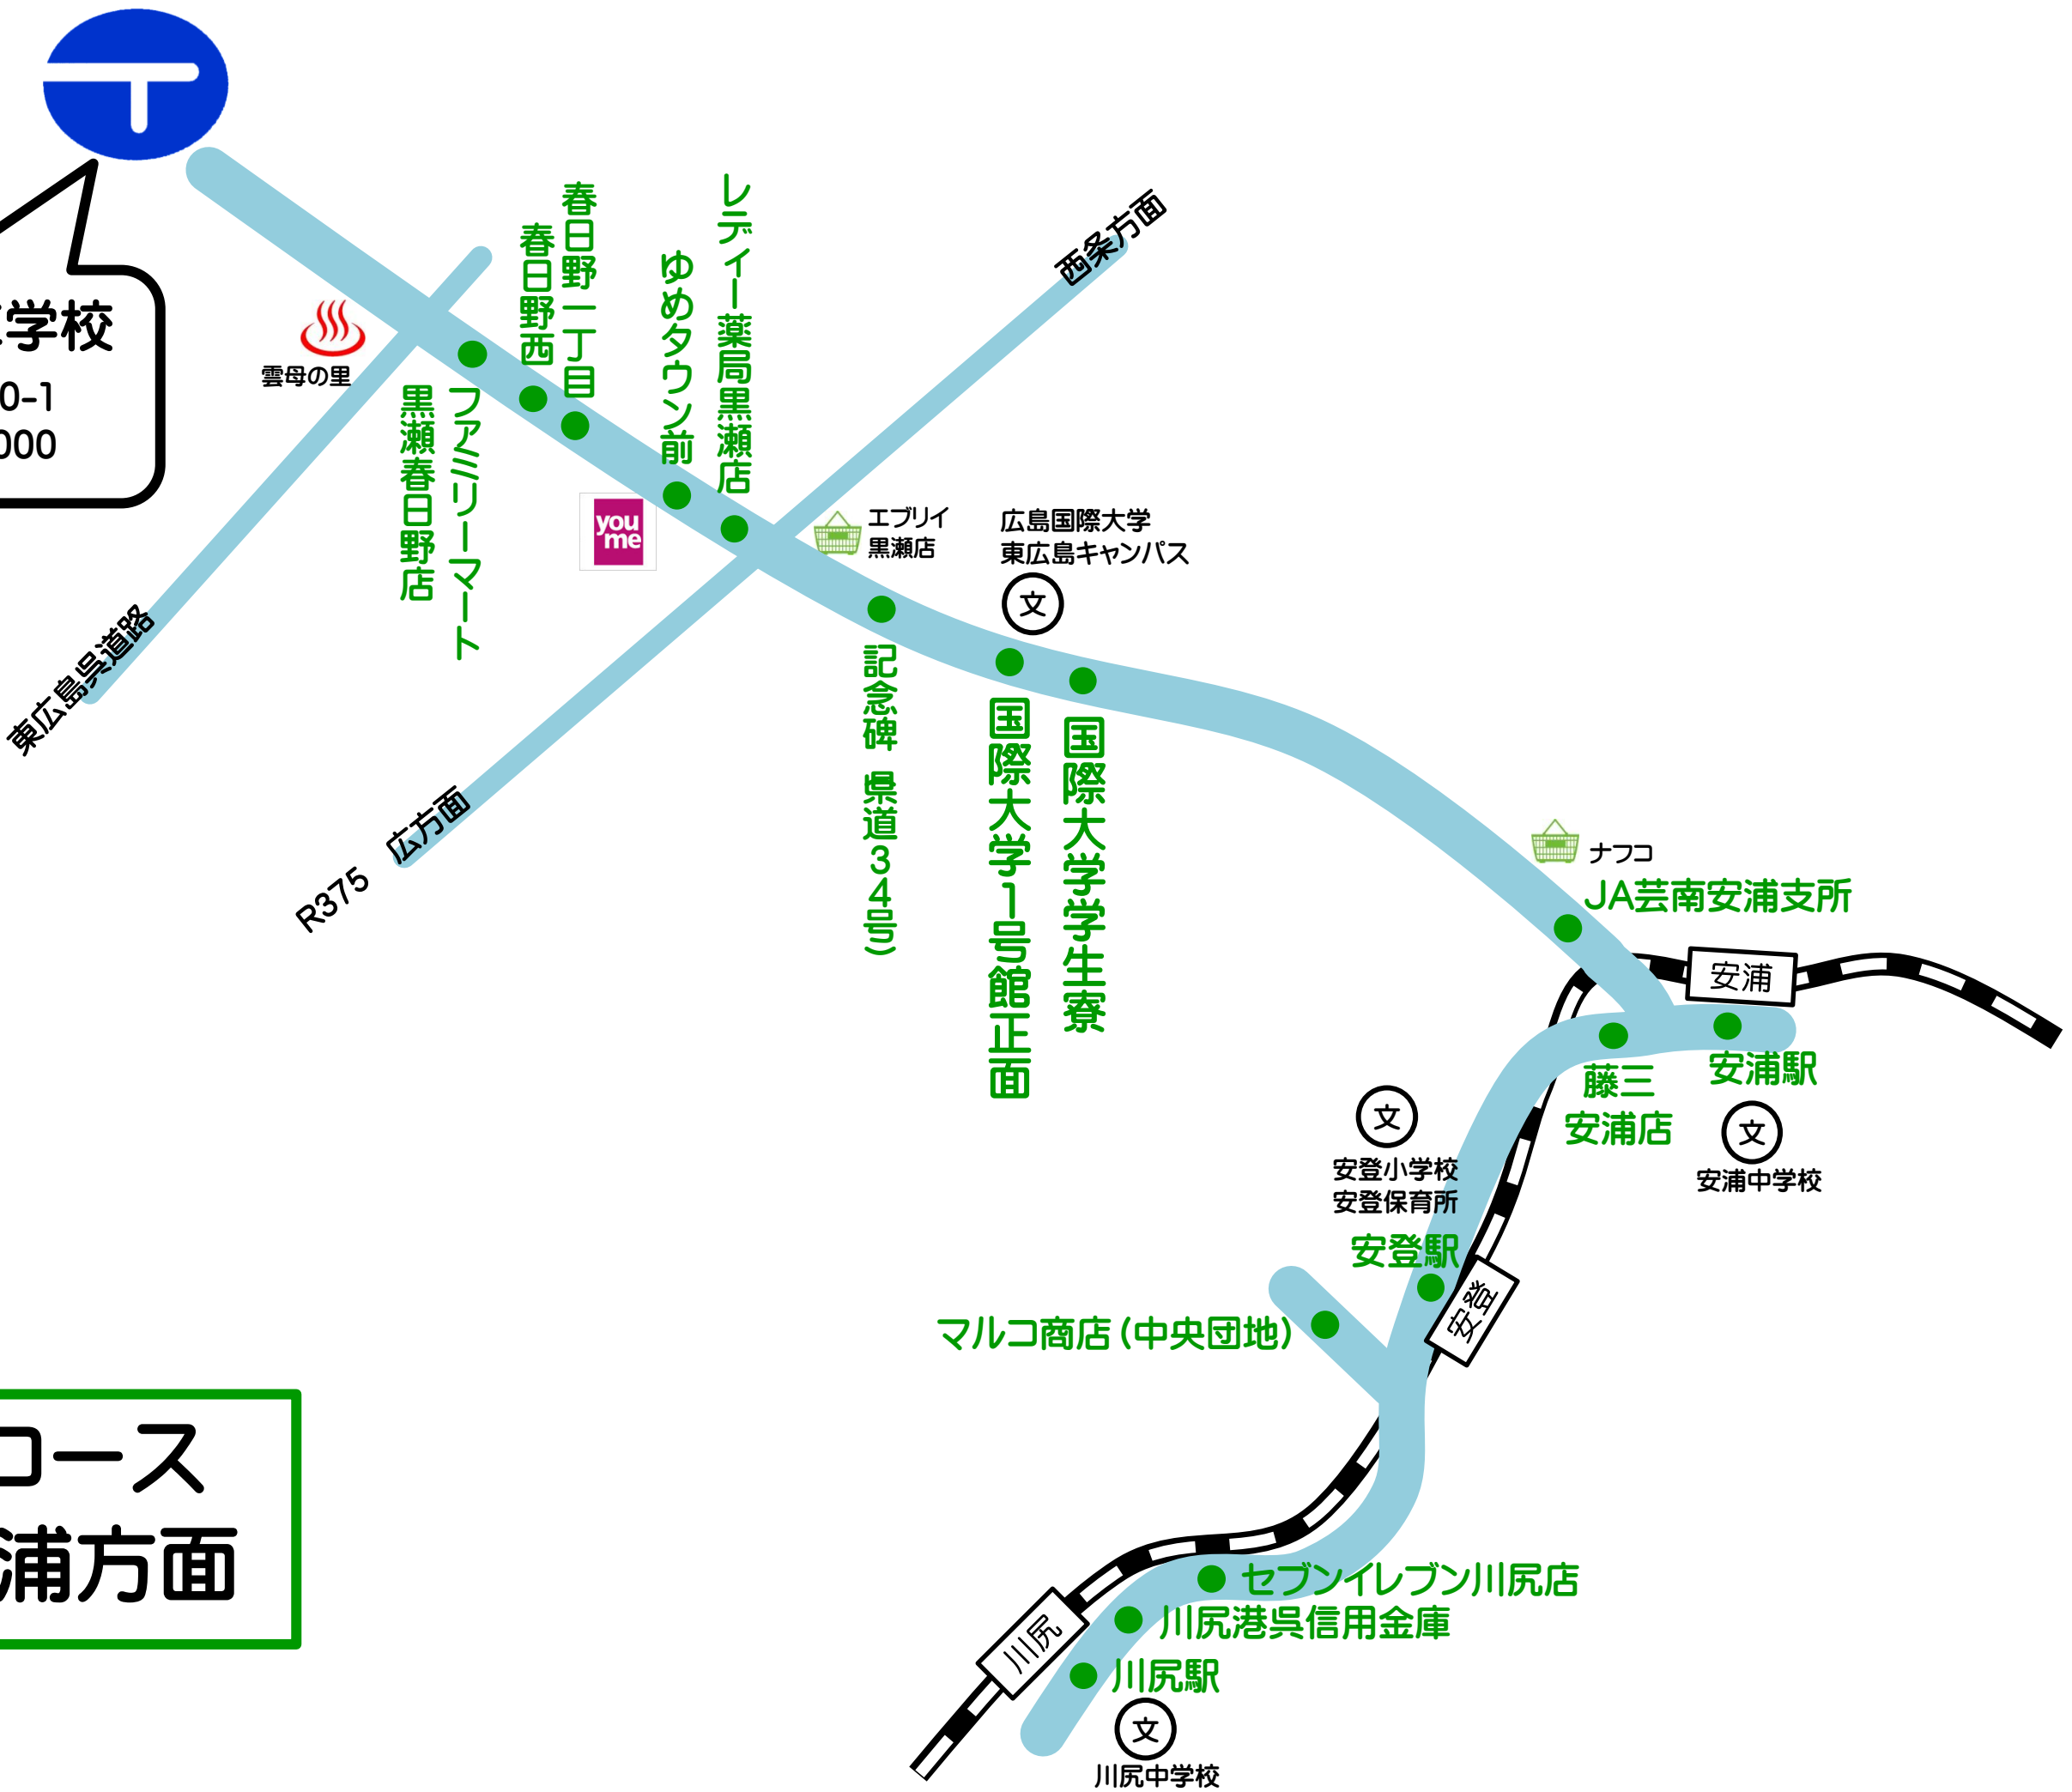 学校
0-1
000
雲母の里
東広島呉道路
黒瀬春日野店
ファミリーマート
春日野西
春日野一丁目
ゆめタウン前
レディー薬局黒瀬店
you
me
西条方面
R375 広方面
エブリイ
黒瀬店
広島国際大学
東広島キャンパス
文
記念碑(県道34号)
国際大学1号館正面
国際大学学生寮
ナフコ
JA芸南安浦支所
安浦
藤三
安浦店
安浦駅
文
安浦中学校
文
安登小学校
安登保育所
安登駅
安登
マルコ商店(中央団地)
コース
浦方面
セブンイレブン川尻店
川尻港呉信用金庫
川尻
川尻駅
文
川尻中学校